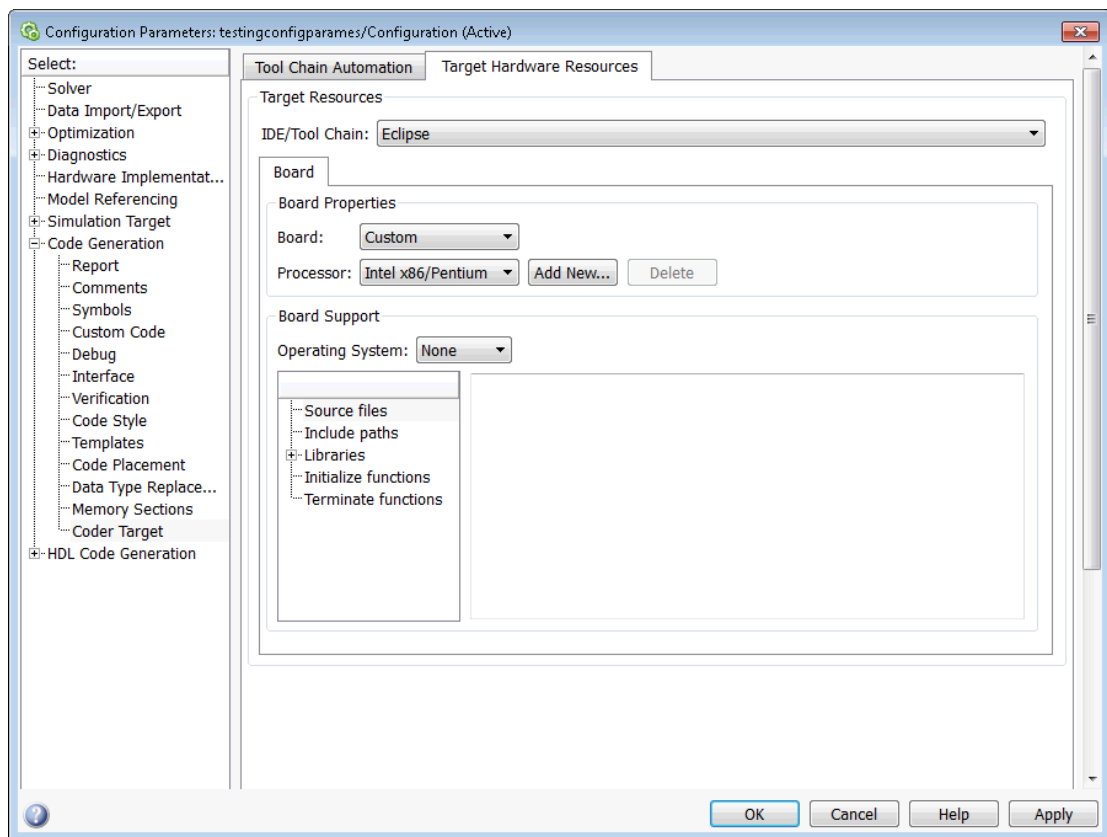 Configuration Parameters: testingconfigparames/Configuration (Active)
Select:
Solver
Data Import/Export
Optimization
Diagnostics
Hardware Implementat...
Model Referencing
Simulation Target
Code Generation
Report
Comments
Symbols
Custom Code
Debug
Interface
Verification
Code Style
Templates
Code Placement
Data Type Replace...
Memory Sections
Coder Target
HDL Code Generation
Tool Chain Automation Target Hardware Resources
Target Resources
IDE/Tool Chain: Eclipse
Board
Board Properties
Board: Custom
Processor: Intel x86/Pentium Add New... Delete
Board Support
Operating System: None
Source files
Include paths
Libraries
Initialize functions
Terminate functions
OK Cancel Help Apply